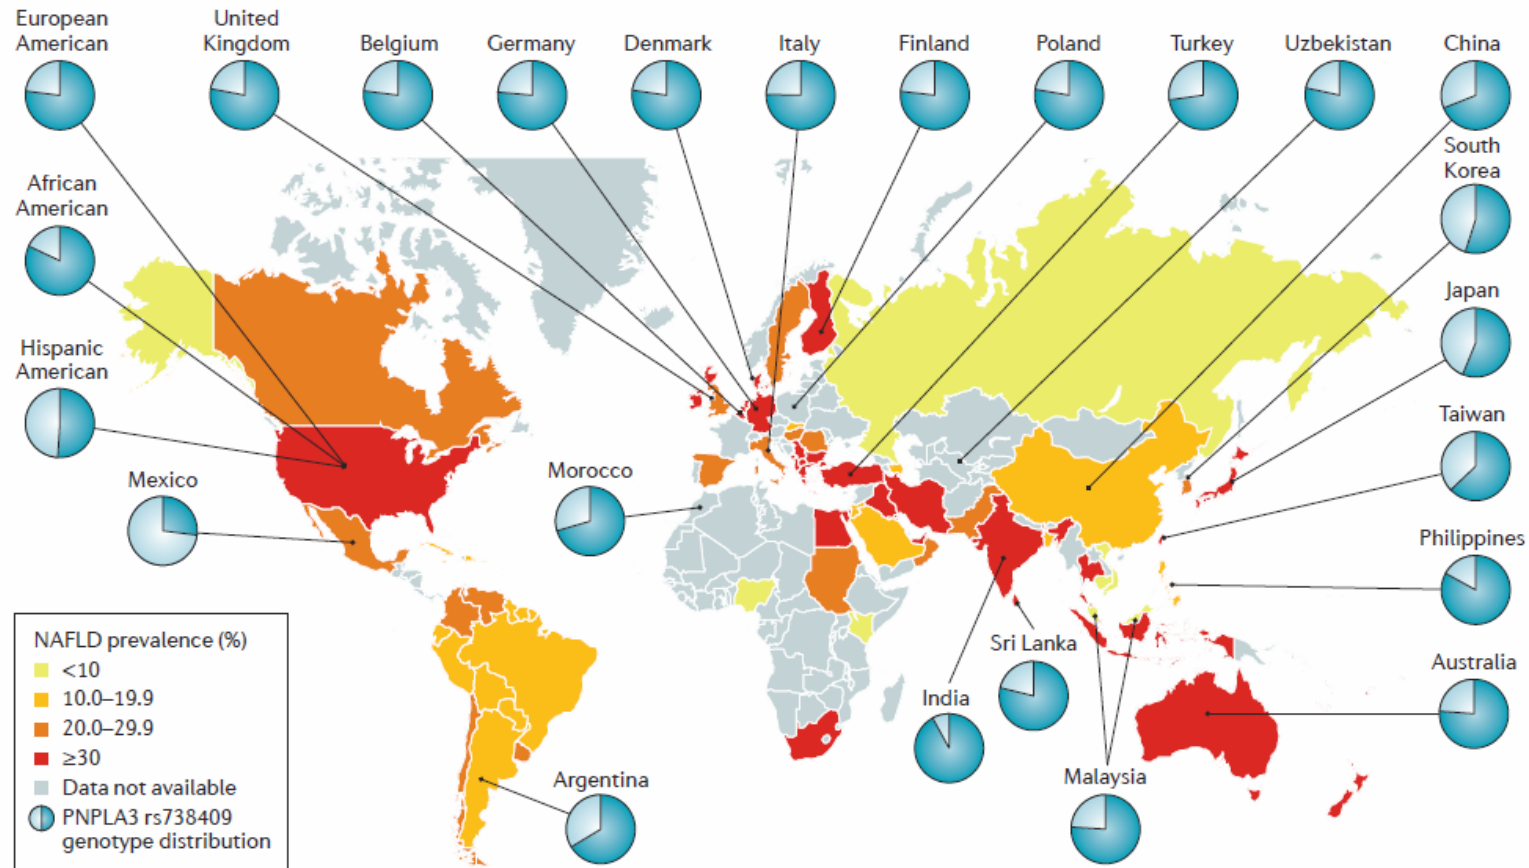 European
American
United
Kingdom
Belgium
Germany
Denmark
Italy
Finland
Poland
Turkey
Uzbekistan
China
South
Korea
African
American
Japan
Hispanic
American
Taiwan
Mexico
Morocco
Philippines
Sri Lanka
Australia
India
Malaysia
Argentina
NAFLD prevalence (%)
<10
10.0–19.9
20.0–29.9
≥30
Data not available
PNPLA3 rs738409
genotype distribution